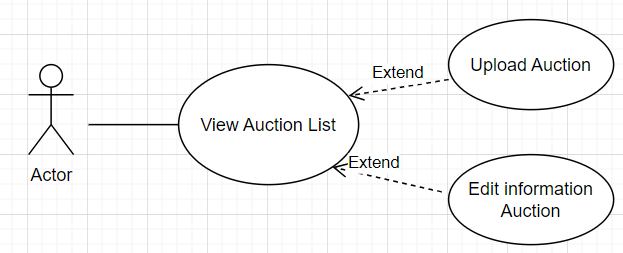 Extend
Upload Auction
View Auction List
Extend
Actor
Edit information
Auction